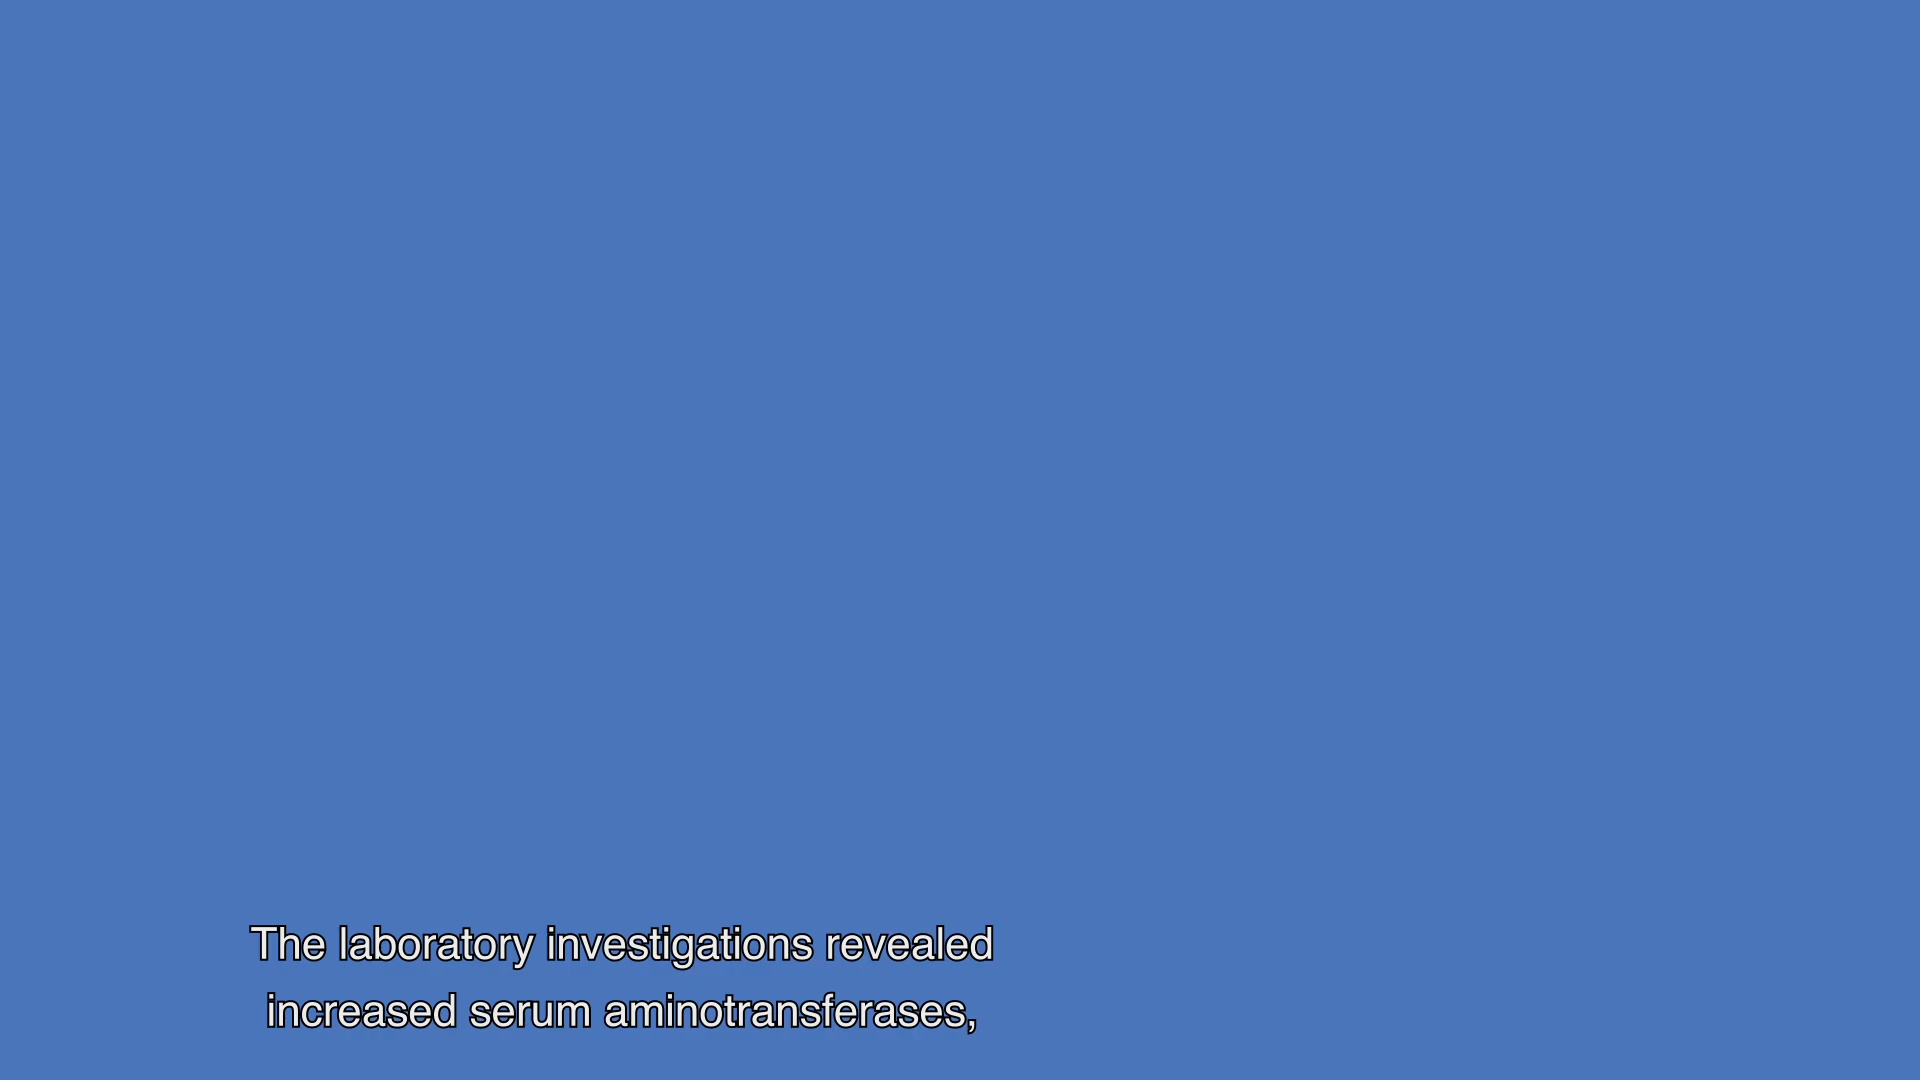 The laboratory investigations revealed
increased serum aminotransferases,